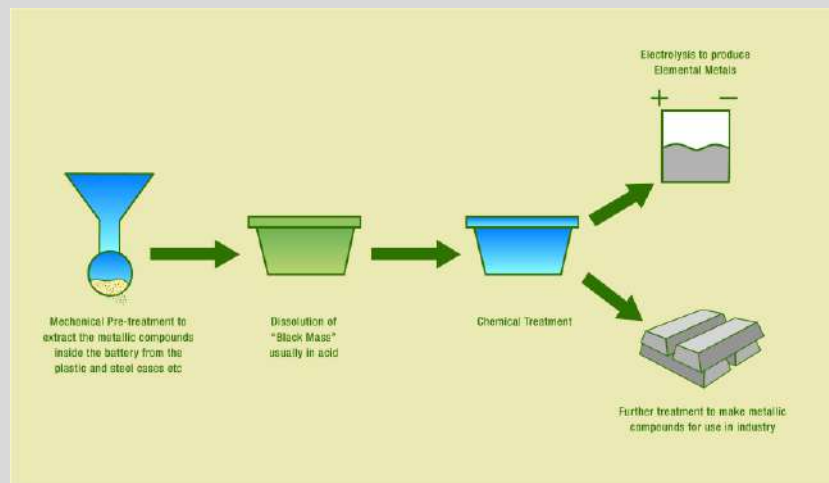 Electrolysis to produce
Elemental Metals
+ −
Mechanical Pre-treatment to
extract the metallic compounds
inside the battery from the
plastic and steel cases etc
Dissolution of
"Black Mass"
usually in acid
Chemical Treatment
Further treatment to make metallic
compounds for use in industry